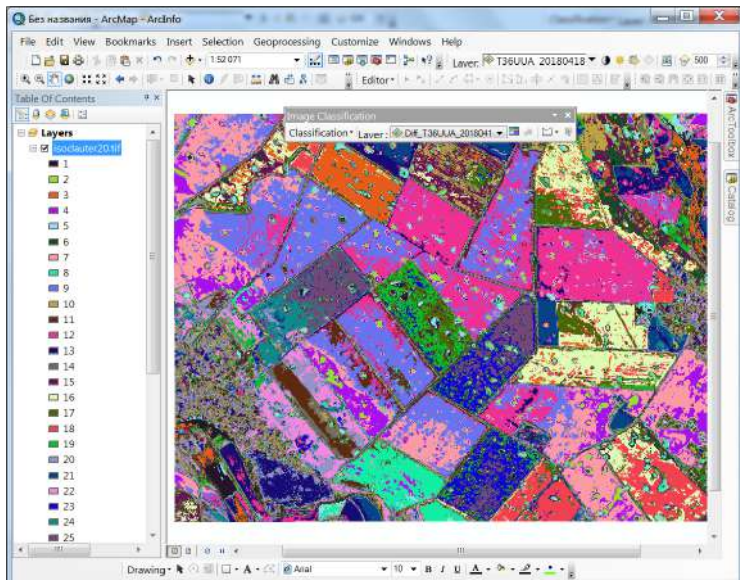 Без названия - ArcMap - ArcInfo
File Edit View Bookmarks Insert Selection Geoprocessing Customize Windows Help
1:52 071 Layer: T36UUA_20180418 500
Editor
Table Of Contents
Image Classification
Classification Layer: Diff_T36UUA_201804
ArcToolbox
Catalog
Layers
isoclauter20.tif
1
2
3
4
5
6
7
8
9
10
11
12
13
14
15
16
17
18
19
20
21
22
23
24
25
Drawing A Arial 10 B I U A